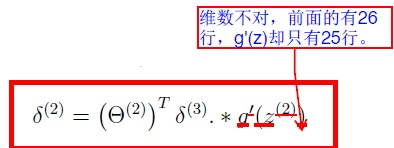 维数不对，前面的有26
行，g'(z)却只有25行。
δ⁽²⁾ = (Θ⁽²⁾)ᵀ δ⁽³⁾.* g′(z⁽²⁾)